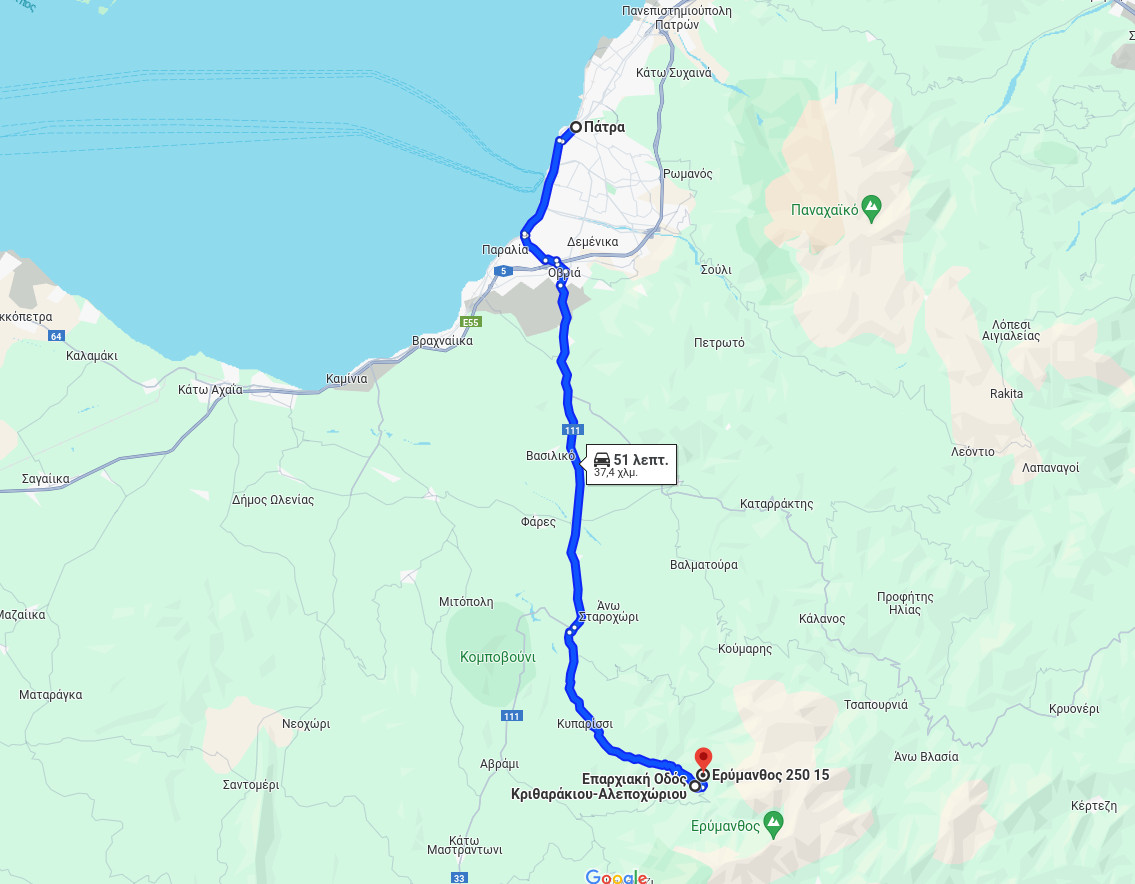 Πανεπιστημιούπολη
Πατρών
Κάτω Συχαινά
Πάτρα
Ρωμανός
Παναχαϊκό
Παραλία
Δεμένικα
5
Οβριά
Σούλι
κκόπετρα
64
E55
Βραχναίικα
Πετρωτό
Λόπεσι
Αιγιαλείας
Καλαμάκι
Καμίνια
Κάτω Αχαΐα
Rakita
111
Βασιλικό
51 λεπτ.
37,4 χλμ.
Λεόντιο
Λαπαναγοί
Σαγαίικα
Δήμος Ωλενίας
Καταρράκτης
Φάρες
Βαλματούρα
Μιτόπολη
Άνω
Σταροχώρι
Προφήτης
Ηλίας
Μαζαίικα
Κάλανος
Κομποβούνι
Κούμαρης
Ματαράγκα
Τσαπουρνιά
Κρυονέρι
111
Νεοχώρι
Κυπαρίσσι
Άνω Βλασία
Αβράμι
Σαντομέρι
Επαρχιακή Οδός
Κριθαράκιου-Αλεποχώριου
Ερύμανθος 250 15
Κέρτεζη
Ερύμανθος
Κάτω
Μαστραντωνι
33
Google